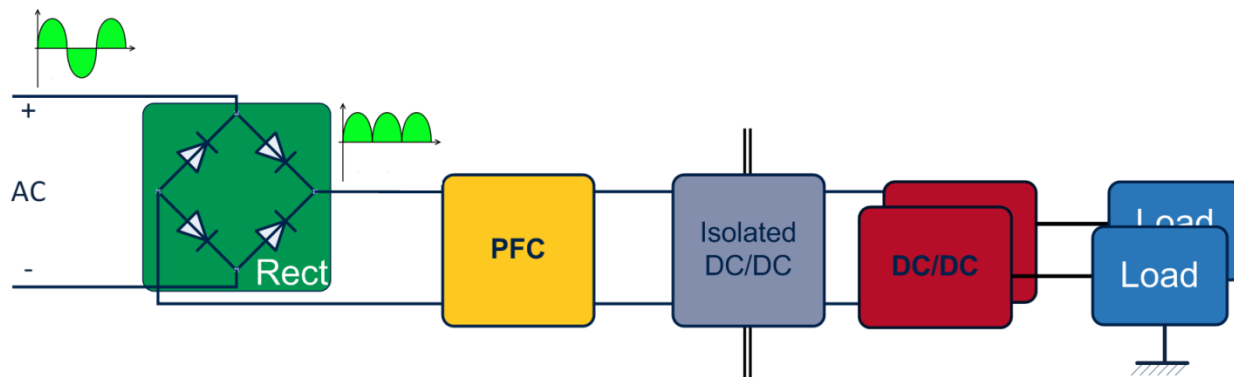 +
AC
-
Rect
PFC
Isolated
DC/DC
DC/DC
Load
Load